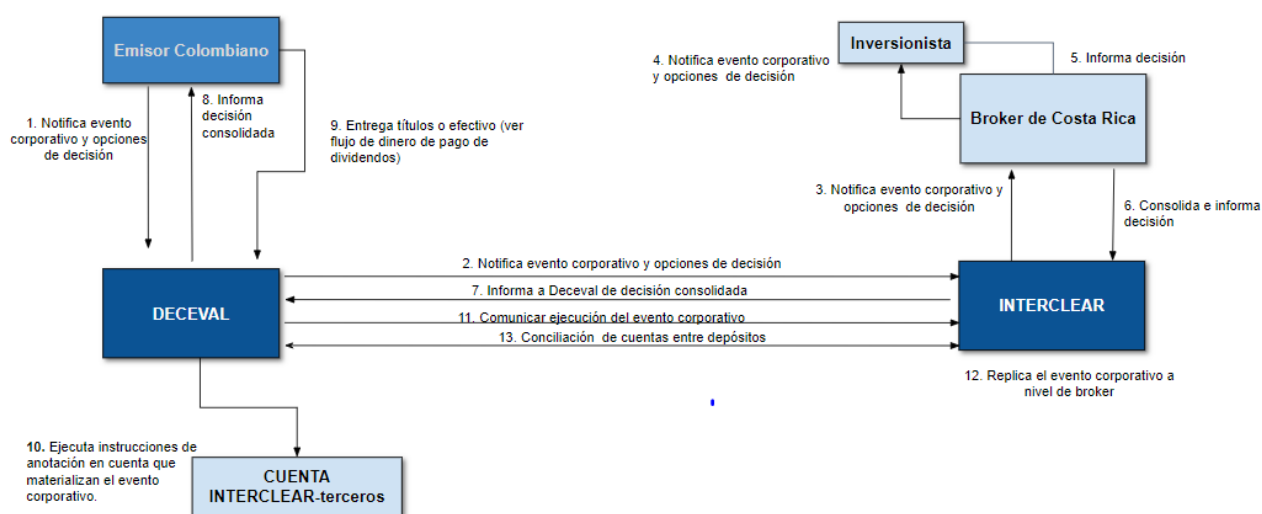 Emisor Colombiano
1. Notifica evento
corporativo y opciones
de decisión
8. Informa
decisión
consolidada
9. Entrega títulos o efectivo (ver
flujo de dinero de pago de
dividendos)
4. Notifica evento corporativo
y opciones de decisión
Inversionista
5. Informa decisión
Broker de Costa Rica
3. Notifica evento corporativo y
opciones de decisión
6. Consolida e informa
decisión
DECEVAL
2. Notifica evento corporativo y opciones de decisión
7. Informa a Deceval de decisión consolidada
11. Comunicar ejecución del evento corporativo
13. Conciliación de cuentas entre depósitos
INTERCLEAR
12. Replica el evento corporativo a
nivel de broker
10. Ejecuta instrucciones de
anotación en cuenta que
materializan el evento
corporativo.
CUENTA
INTERCLEAR-terceros